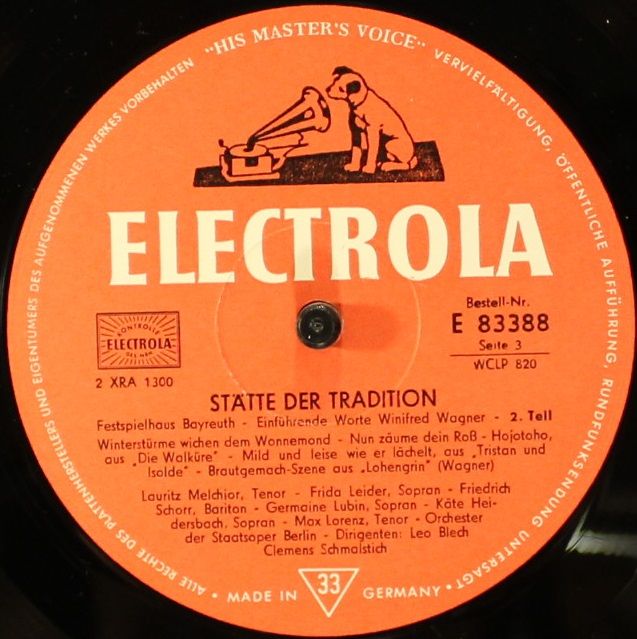 ALLE RECHTE DES PLATTENHERSTELLERS UND EIGENTUMERS DES AUFGENOMMENEN WERKES VORBEHALTEN "HIS MASTER'S VOICE" VERVIELFÄLTIGUNG, ÖFFENTLICHE AUFFÜHRUNG, RUNDFUNKSENDUNG UNTERSAGT
ELECTROLA
KONTROLLE
ELECTROLA
2 XRA 1300
Bestell-Nr.
E 83388
Seite 3
WCLP 820
STÄTTE DER TRADITION
Festspielhaus Bayreuth - Einführende Worte Winifred Wagner - 2. Teil
Winterstürme wichen dem Wonnemond - Nun zäume dein Roß - Hojotoho,
aus „Die Walküre" - Mild und leise wie er lächelt, aus „Tristan und
Isolde" - Brautgemach-Szene aus „Lohengrin" (Wagner)
Lauritz Melchior, Tenor - Frida Leider, Sopran - Friedrich
Schorr, Bariton - Germaine Lubin, Sopran - Käte Hei-
dersbach, Sopran - Max Lorenz, Tenor - Orchester
der Staatsoper Berlin - Dirigenten: Leo Blech
Clemens Schmalstich
MADE IN 33 GERMANY